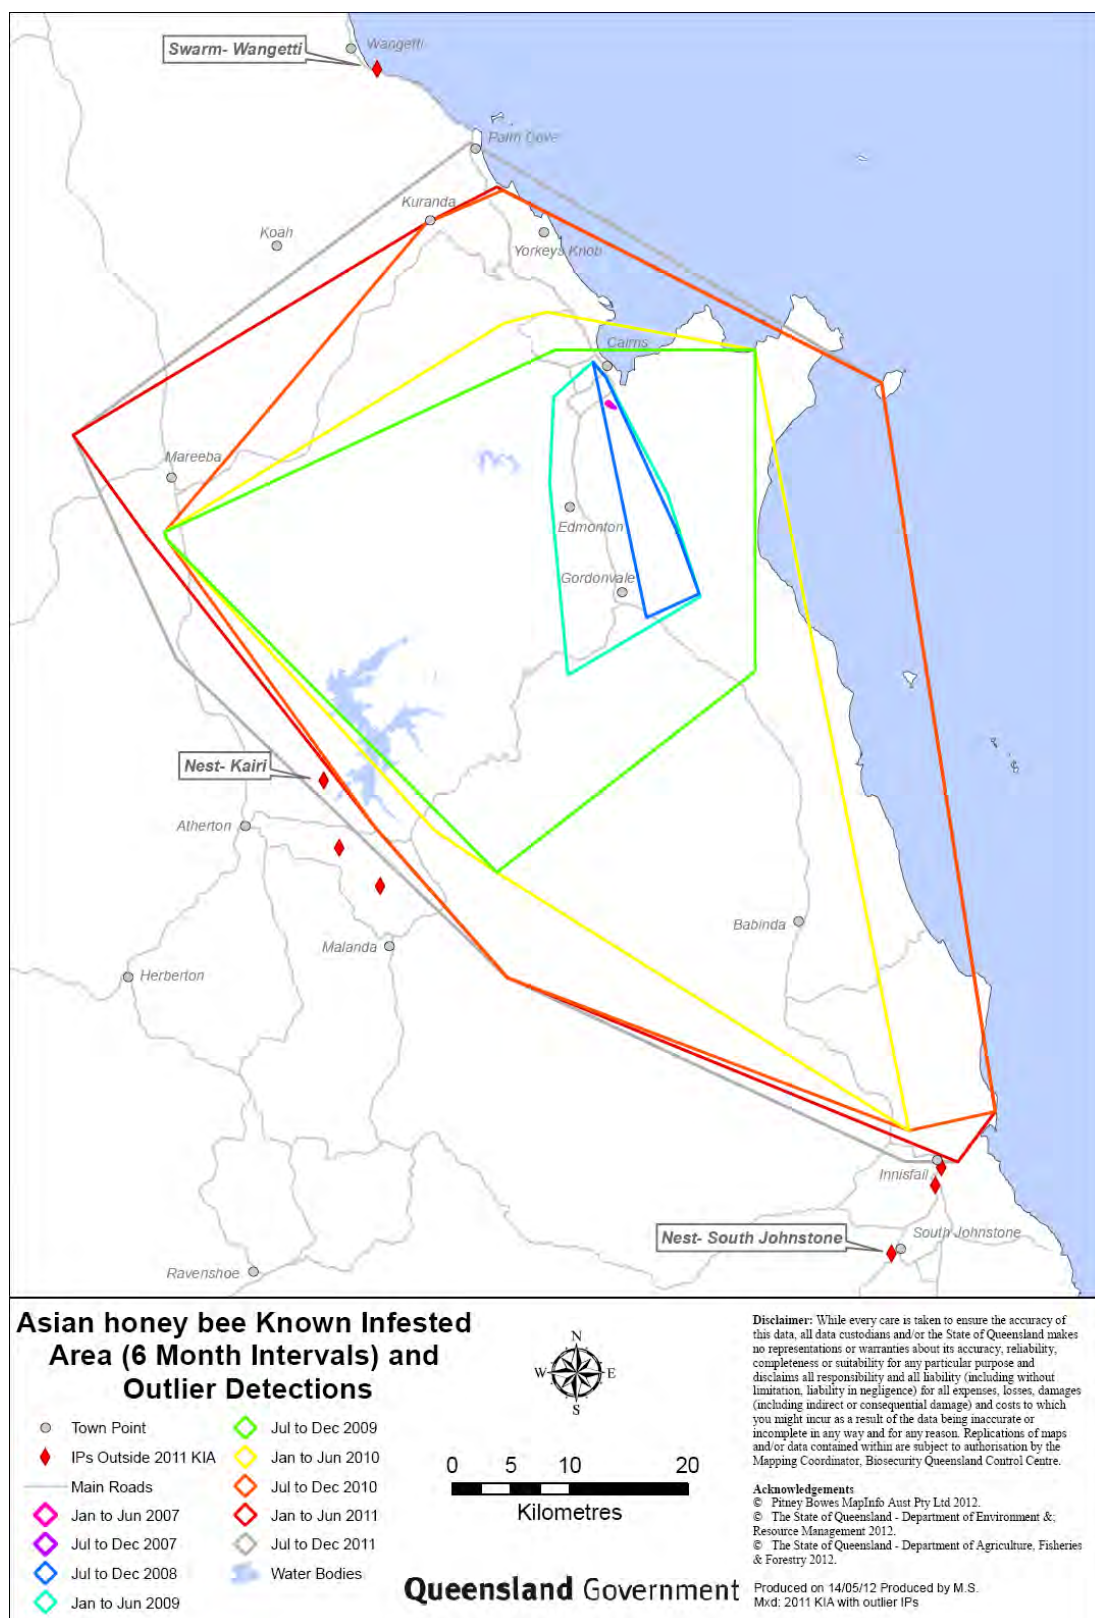 Swarm- Wangetti
Wangetti
Palm Cove
Kuranda
Koah
Yorkeys Knob
Cairns
Mareeba
Edmonton
Gordonvale
Nest- Kairi
Atherton
Babinda
Malanda
Herberton
Innisfail
Nest- South Johnstone
South Johnstone
Ravenshoe
Asian honey bee Known Infested
Area (6 Month Intervals) and
Outlier Detections
Town Point
IPs Outside 2011 KIA
Main Roads
Jan to Jun 2007
Jul to Dec 2007
Jul to Dec 2008
Jan to Jun 2009
Jul to Dec 2009
Jan to Jun 2010
Jul to Dec 2010
Jan to Jun 2011
Jul to Dec 2011
Water Bodies
N
W E
S
0 5 10 20
Kilometres
Queensland Government
Disclaimer: While every care is taken to ensure the accuracy of
this data, all data custodians and/or the State of Queensland makes
no representations or warranties about its accuracy, reliability,
completeness or suitability for any particular purpose and
disclaims all responsibility and all liability (including without
limitation, liability in negligence) for all expenses, losses, damages
(including indirect or consequential damage) and costs to which
you might incur as a result of the data being inaccurate or
incomplete in any way and for any reason. Replications of maps
and/or data contained within are subject to authorisation by the
Mapping Coordinator, Biosecurity Queensland Control Centre.
Acknowledgements
© Pitney Bowes MapInfo Aust Pty Ltd 2012.
© The State of Queensland - Department of Environment &;
Resource Management 2012.
© The State of Queensland - Department of Agriculture, Fisheries
& Forestry 2012.
Produced on 14/05/12 Produced by M.S.
Mxd: 2011 KIA with outlier IPs